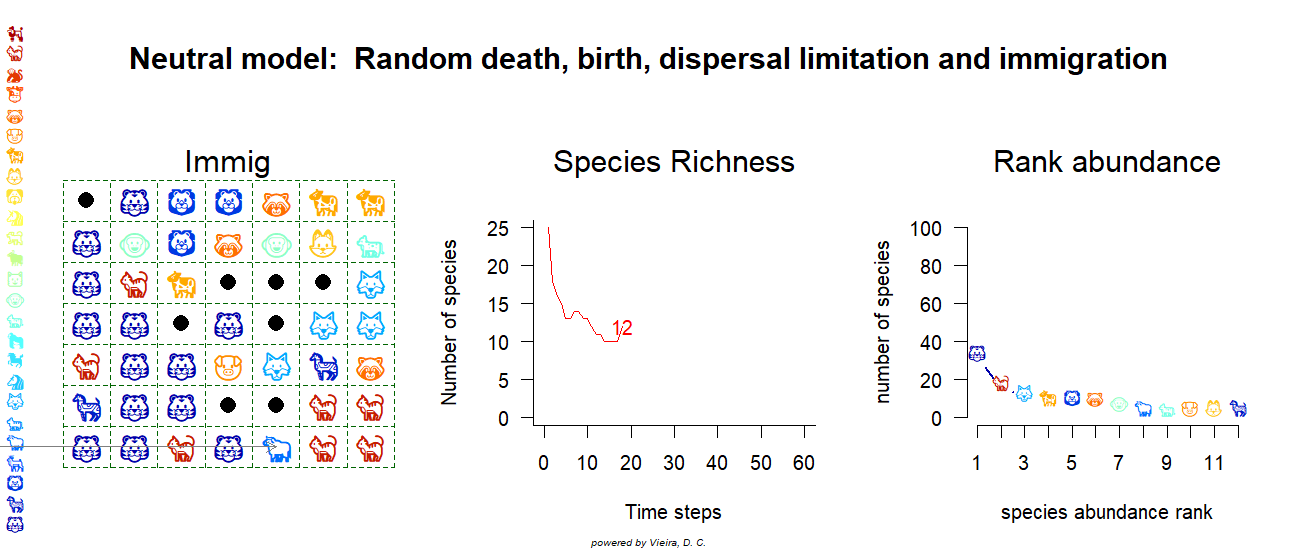 Neutral model:  Random death, birth, dispersal limitation and immigration
Immig
Species Richness
Number of species
25
20
15
10
5
0
12
0 10 20 30 40 50 60
Time steps
Rank abundance
number of species
100
80
60
40
20
0
1 3 5 7 9 11
species abundance rank
powered by Vieira, D. C.